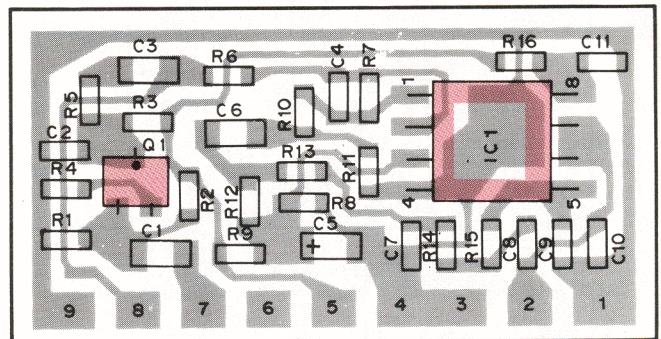 C3 R6 C4 R7 R16 C11
R5 R3 C6 R10 1 8
C2 Q1 IC1
R4 R13 R11
R2 R12 R8 4 5
R1 C1 R9 + C5 C7 R14 R15 C8 C9 C10
9 8 7 6 5 4 3 2 1